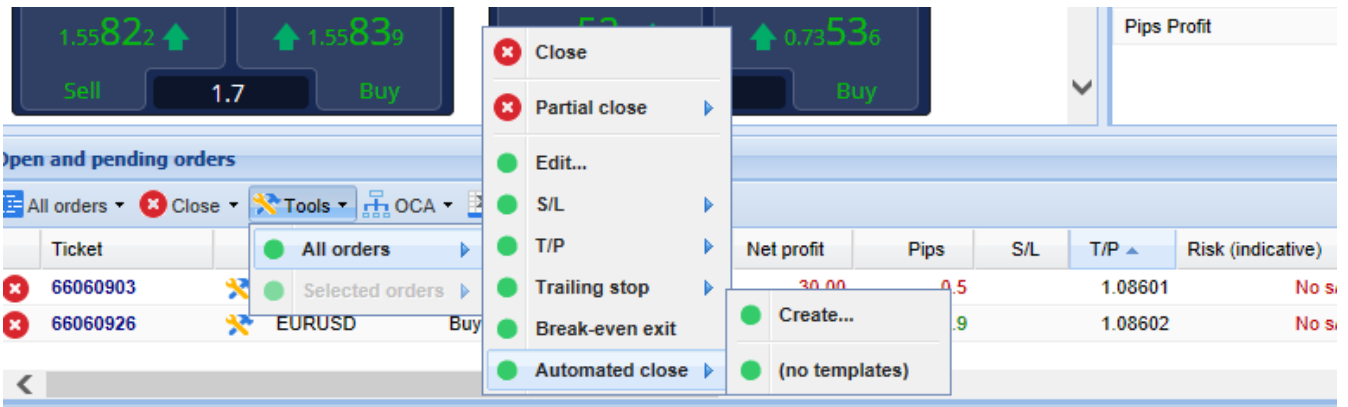 1.55822 1.55839 0.73536
Sell 1.7 Buy Buy
Pips Profit
Open and pending orders
All orders Close Tools OCA
Ticket Net profit Pips S/L T/P Risk (indicative)
66060903 30.00 0.5 1.08601 No
66060926 EURUSD Buy .9 1.08602 No
All orders
Selected orders
Close
Partial close
Edit...
S/L
T/P
Trailing stop
Break-even exit
Automated close
Create...
(no templates)